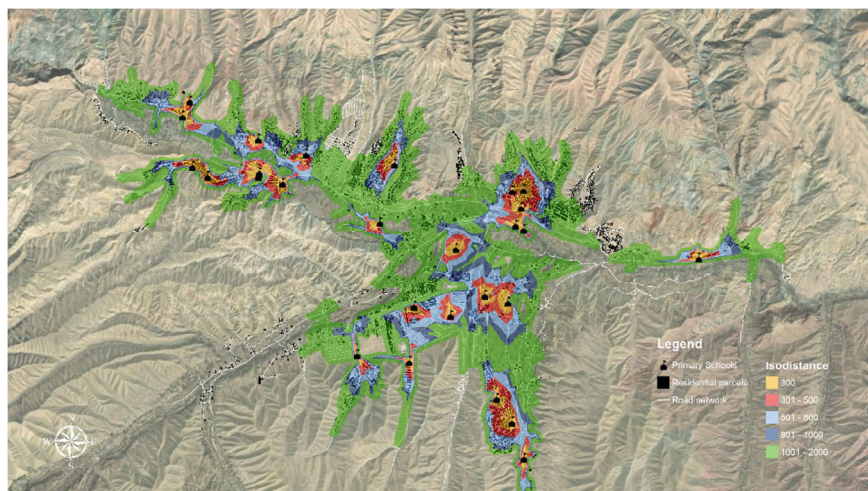 Legend
Primary Schools
Residential parcels
Road network
Isodistance
300
301 - 500
501 - 800
801 - 1000
1001 - 2000
N
W E
S